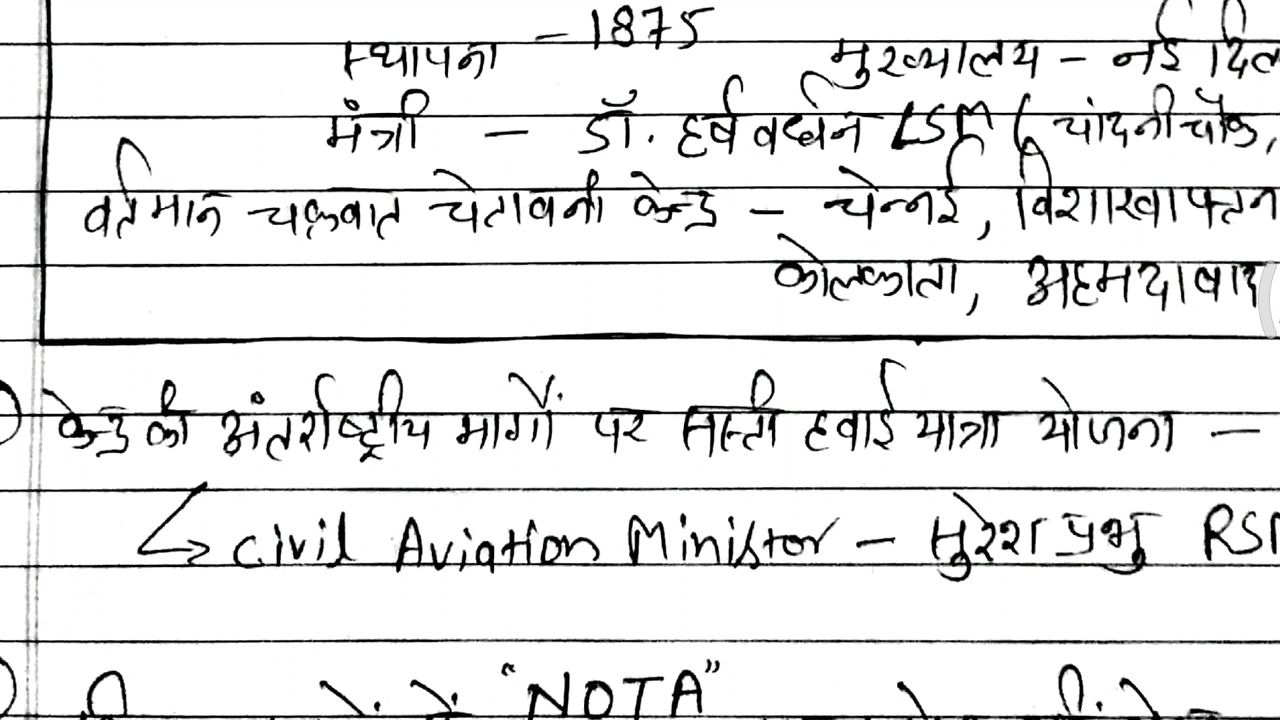 स्थापना - 1875 मुख्यालय - नई दिल
मंत्री - डॉ. हर्षवर्धन LSM ( चांदनी चौक,
वर्तमान चक्रवात चेतावनी केन्द्र - चेन्नई, विशाखापत्तन
कोलकाता, अहमदाबाद
केन्द्र की अंतर्राष्ट्रीय मार्गों पर सस्ती हवाई यात्रा योजना -
Civil Aviation Minister - सुरेश प्रभु RSM
"NOTA"